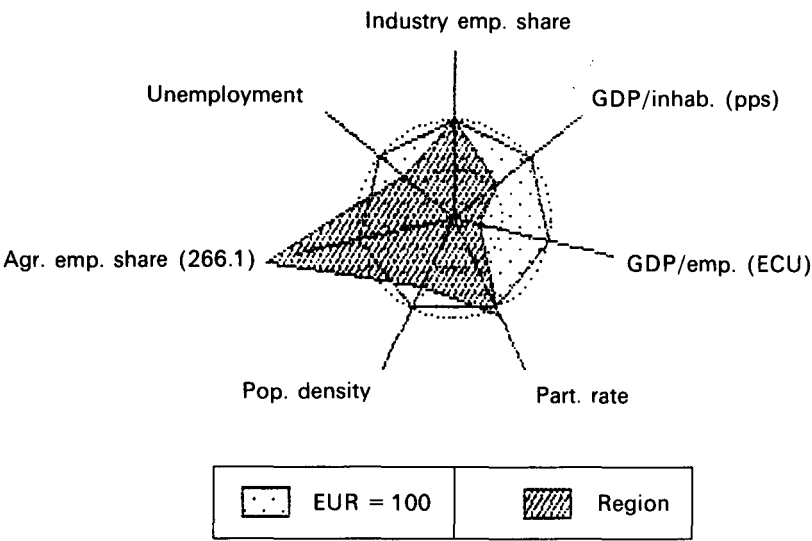 Industry emp. share
Unemployment
GDP/inhab. (pps)
Agr. emp. share (266.1)
GDP/emp. (ECU)
Pop. density
Part. rate
EUR = 100
Region